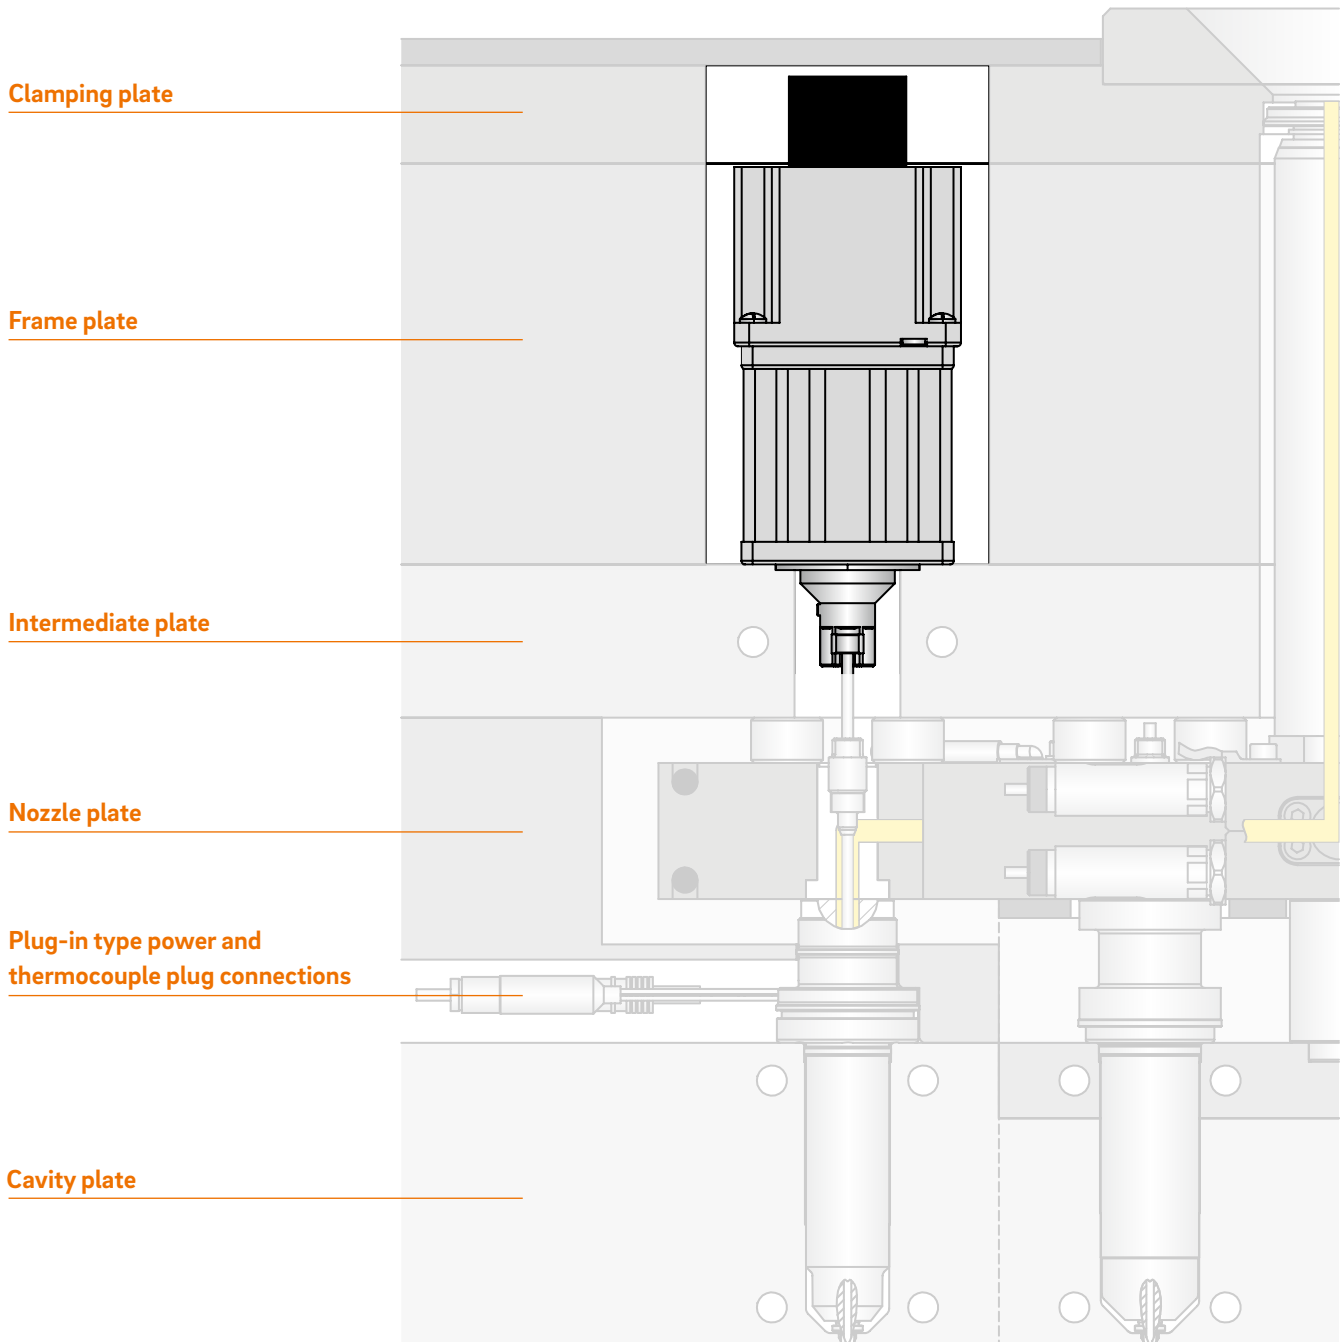 Clamping plate
Frame plate
Intermediate plate
Nozzle plate
Plug-in type power and
thermocouple plug connections
Cavity plate